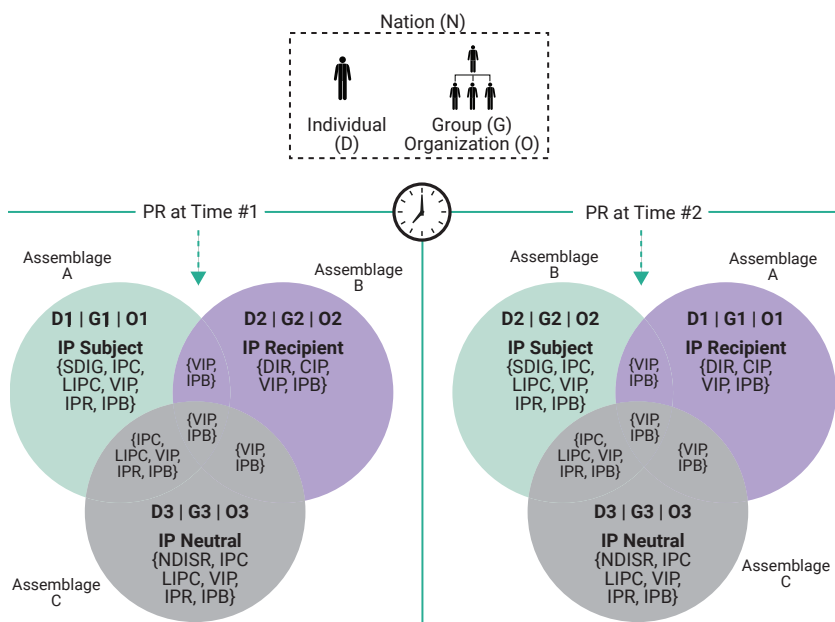 Nation (N)
Individual
(D)
Group (G)
Organization (O)
PR at Time #1
PR at Time #2
Assemblage
A
Assemblage
B
D1 | G1 | O1
IP Subject
{SDIG, IPC,
LIPC, VIP,
IPR, IPB}
{VIP,
IPB}
D2 | G2 | O2
IP Recipient
{DIR, CIP,
VIP, IPB}
{IPC,
LIPC, VIP,
IPR, IPB}
{VIP,
IPB}
{VIP,
IPB}
D3 | G3 | O3
IP Neutral
{NDISR, IPC
LIPC, VIP,
IPR, IPB}
Assemblage
C
Assemblage
B
Assemblage
A
D2 | G2 | O2
IP Subject
{SDIG, IPC,
LIPC, VIP,
IPR, IPB}
{VIP,
IPB}
D1 | G1 | O1
IP Recipient
{DIR, CIP,
VIP, IPB}
{IPC,
LIPC, VIP,
IPR, IPB}
{VIP,
IPB}
{VIP,
IPB}
D3 | G3 | O3
IP Neutral
{NDISR, IPC
LIPC, VIP,
IPR, IPB}
Assemblage
C